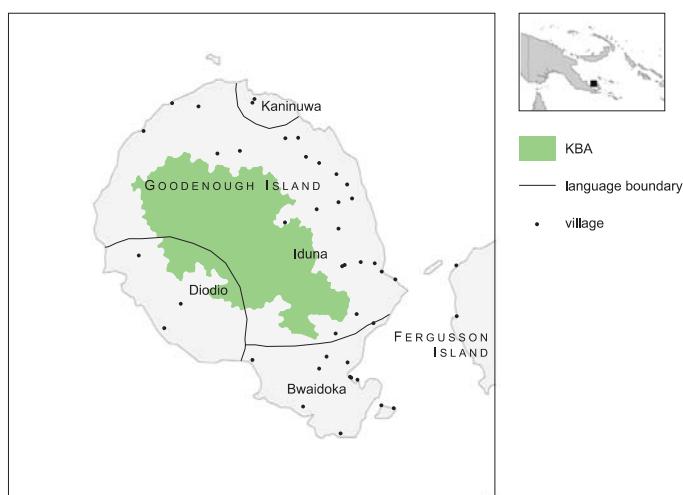 Kaninuwa
GOODENOUGH ISLAND
Iduna
Diodio
FERGUSSON
ISLAND
Bwaidoka
KBA
language boundary
village